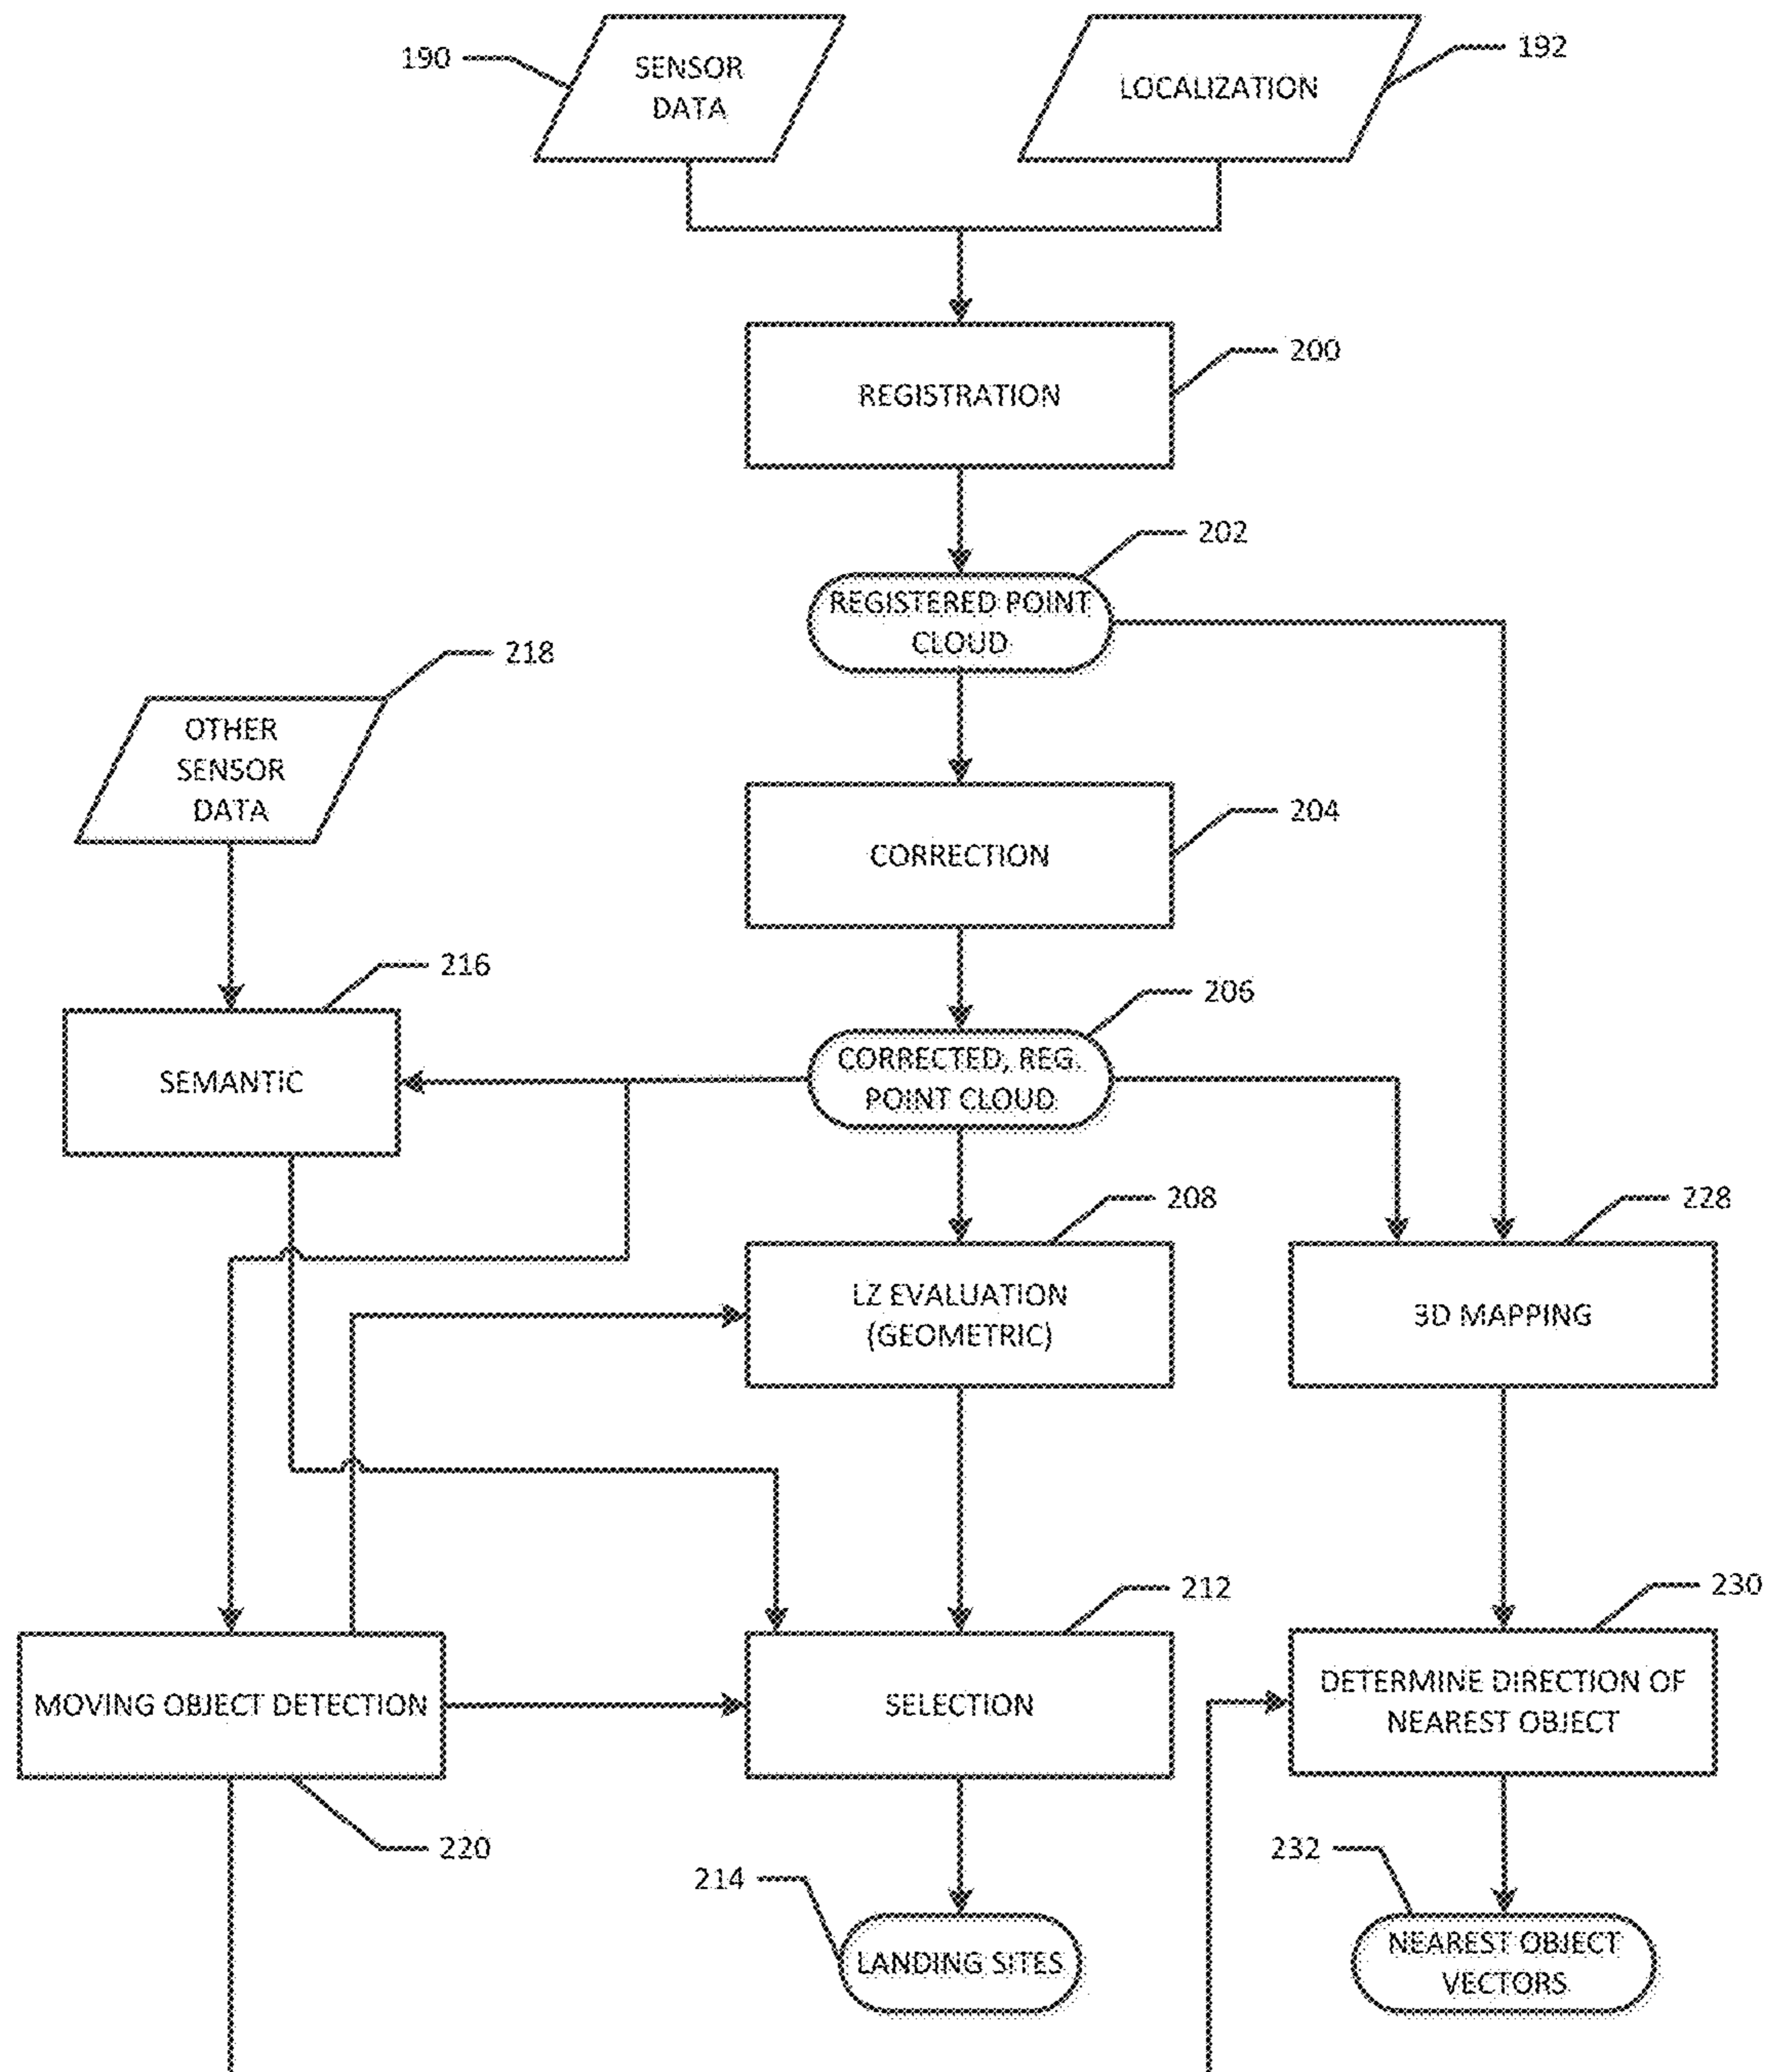 190
SENSOR
DATA
LOCALIZATION
192
REGISTRATION
200
202
REGISTERED POINT
CLOUD
218
OTHER
SENSOR
DATA
204
CORRECTION
216
206
SEMANTIC
CORRECTED, REG.
POINT CLOUD
208
228
LZ EVALUATION
(GEOMETRIC)
3D MAPPING
212
230
MOVING OBJECT DETECTION
SELECTION
DETERMINE DIRECTION OF
NEAREST OBJECT
220
214
232
LANDING SITES
NEAREST OBJECT
VECTORS